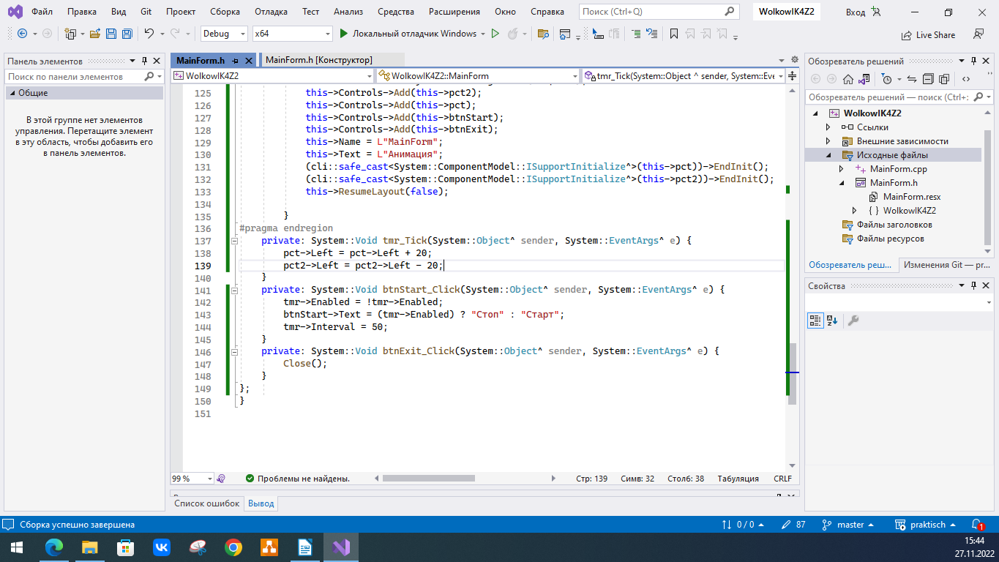 Файл Правка Вид Git Проект Сборка Отладка Тест Анализ Средства Расширения Окно Справка Поиск (Ctrl+Q) WolkowIK4Z2 Вход
Debug x64 Локальный отладчик Windows Live Share
Панель элементов
Поиск по панели элементов
Общие
В этой группе нет элементов
управления. Перетащите элемент
в эту область, чтобы добавить его
в панель элементов.
MainForm.h MainForm.h [Конструктор]
WolkowIK4Z2 WolkowIK4Z2::MainForm tmr_Tick(System::Object ^ sender, System::Eve
125 this->Controls->Add(this->pct2);
126 this->Controls->Add(this->pct);
127 this->Controls->Add(this->btnStart);
128 this->Controls->Add(this->btnExit);
129 this->Name = L"MainForm";
130 this->Text = L"Анимация";
131 (cli::safe_cast<System::ComponentModel::ISupportInitialize^>(this->pct))->EndInit();
132 (cli::safe_cast<System::ComponentModel::ISupportInitialize^>(this->pct2))->EndInit();
133 this->ResumeLayout(false);
134
135 }
136 #pragma endregion
137 private: System::Void tmr_Tick(System::Object^ sender, System::EventArgs^ e) {
138 pct->Left = pct->Left + 20;
139 pct2->Left = pct2->Left - 20;
140 }
141 private: System::Void btnStart_Click(System::Object^ sender, System::EventArgs^ e) {
142 tmr->Enabled = !tmr->Enabled;
143 btnStart->Text = (tmr->Enabled) ? "Стоп" : "Старт";
144 tmr->Interval = 50;
145 }
146 private: System::Void btnExit_Click(System::Object^ sender, System::EventArgs^ e) {
147 Close();
148 }
149 };
150 }
151
99 % Проблемы не найдены. Стр: 139 Симв: 32 Столб: 38 Табуляция CRLF
Список ошибок Вывод
Обозреватель решений
Обозреватель решений — поиск (Ctrl+;
WolkowIK4Z2
Ссылки
Внешние зависимости
Исходные файлы
MainForm.cpp
MainForm.h
MainForm.resx
WolkowIK4Z2
Файлы заголовков
Файлы ресурсов
Обозреватель реш... Изменения Git — pr...
Свойства
Сборка успешно завершена 0 / 0 87 master praktisch 1
15:44
27.11.2022